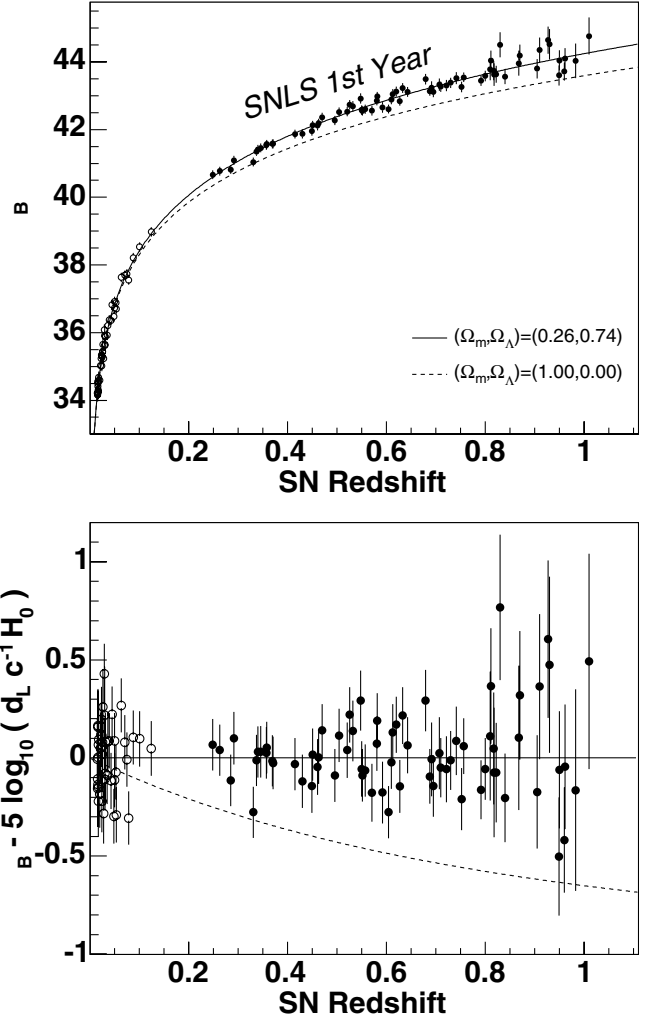 44
42
40
38
36
34
B
SNLS 1st Year
(Ωm,ΩΛ)=(0.26,0.74)
(Ωm,ΩΛ)=(1.00,0.00)
0.2 0.4 0.6 0.8 1
SN Redshift
1
0.5
0
-0.5
-1
B - 5 log10 ( dL c-1 H0 )
0.2 0.4 0.6 0.8 1
SN Redshift